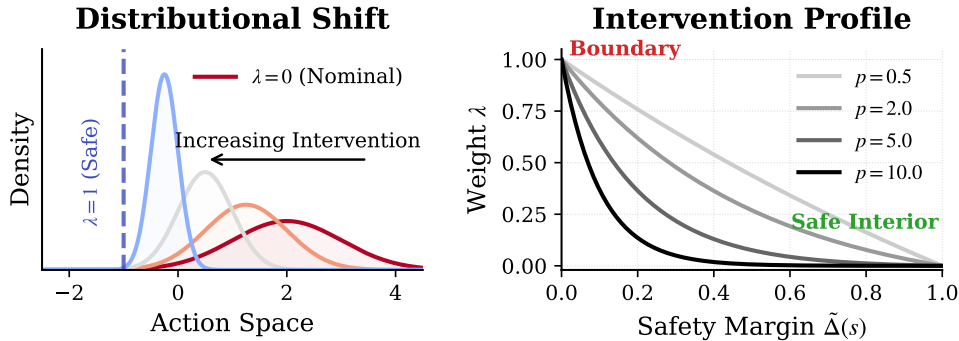 Distributional Shift
λ=0 (Nominal)
Increasing Intervention
λ=1 (Safe)
Density
−2 0 2 4
Action Space
Intervention Profile
Boundary
1.00
0.75
0.50
0.25
0.00
Weight λ
p=0.5
p=2.0
p=5.0
p=10.0
Safe Interior
0.0 0.2 0.4 0.6 0.8 1.0
Safety Margin Δ̃(s)